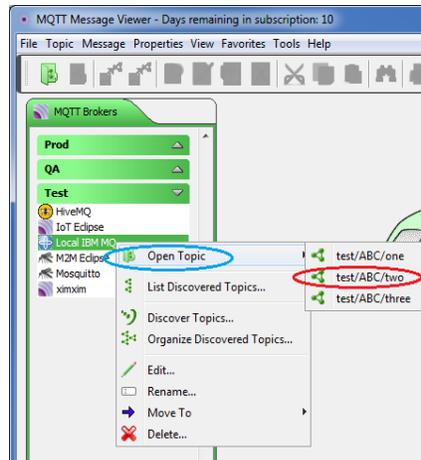 MQTT Message Viewer - Days remaining in subscription: 10
File Topic Message Properties View Favorites Tools Help
MQTT Brokers
Prod
QA
Test
HiveMQ
IoT Eclipse
Local IBM MQ
M2M Eclipse
Mosquitto
ximxim
Open Topic
List Discovered Topics...
Discover Topics...
Organize Discovered Topics...
Edit...
Rename...
Move To
Delete...
test/ABC/one
test/ABC/two
test/ABC/three